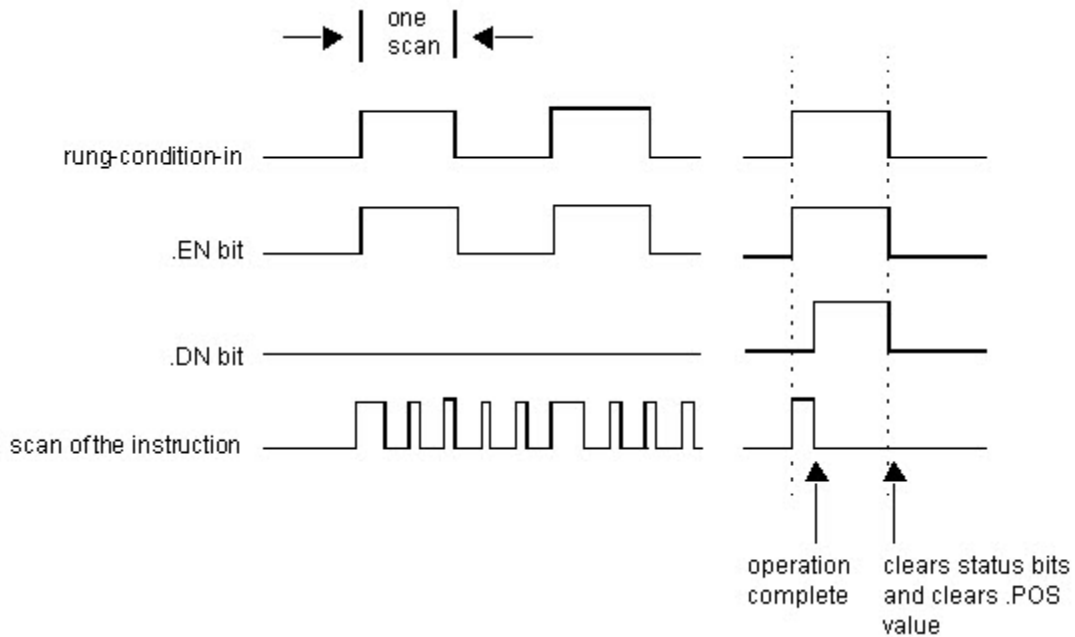 one
scan
rung-condition-in
.EN bit
.DN bit
scan of the instruction
operation
complete
clears status bits
and clears .POS
value